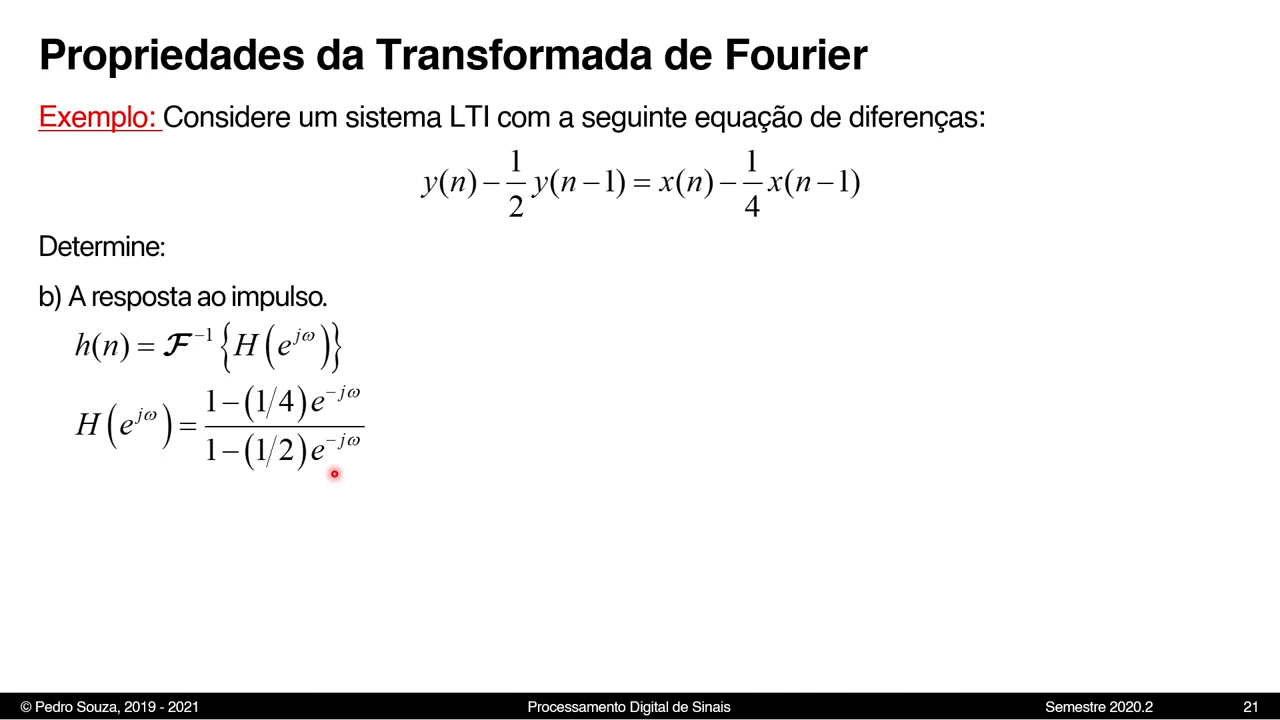 Propriedades da Transformada de Fourier
Exemplo: Considere um sistema LTI com a seguinte equação de diferenças:
y(n) − 1/2 y(n − 1) = x(n) − 1/4 x(n − 1)
Determine:
b) A resposta ao impulso.
h(n) = ℱ⁻¹{H(e^{jω})}
H(e^{jω}) = (1 − (1/4)e^{−jω}) / (1 − (1/2)e^{−jω})
© Pedro Souza, 2019 - 2021 Processamento Digital de Sinais Semestre 2020.2 21